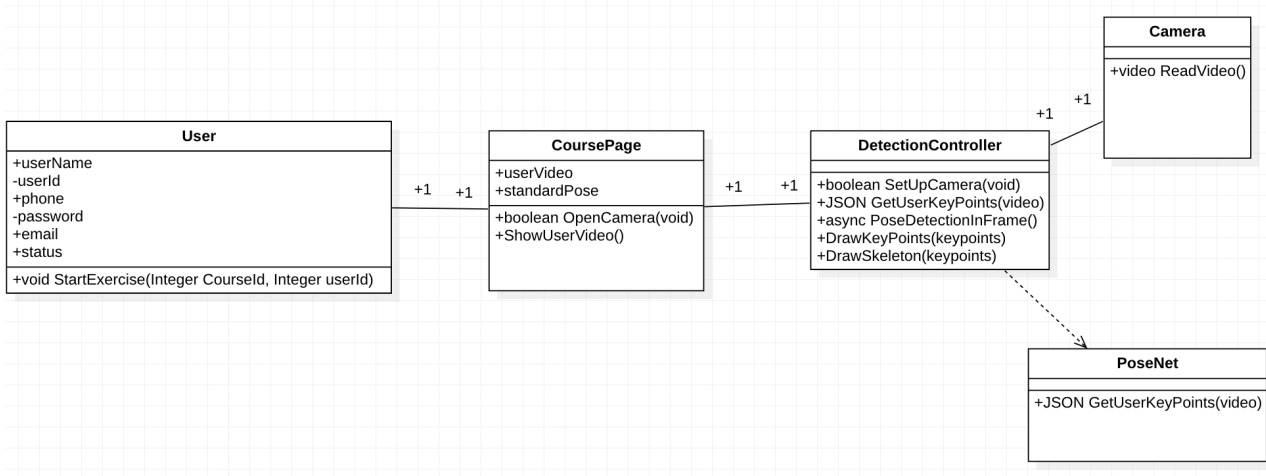 User
+userName
-userId
+phone
-password
+email
+status
+void StartExercise(Integer CourseId, Integer userId)
+1
+1
CoursePage
+userVideo
+standardPose
+boolean OpenCamera(void)
+ShowUserVideo()
+1
+1
DetectionController
+boolean SetUpCamera(void)
+JSON GetUserKeyPoints(video)
+async PoseDetectionInFrame()
+DrawKeyPoints(keypoints)
+DrawSkeleton(keypoints)
+1
+1
Camera
+video ReadVideo()
PoseNet
+JSON GetUserKeyPoints(video)